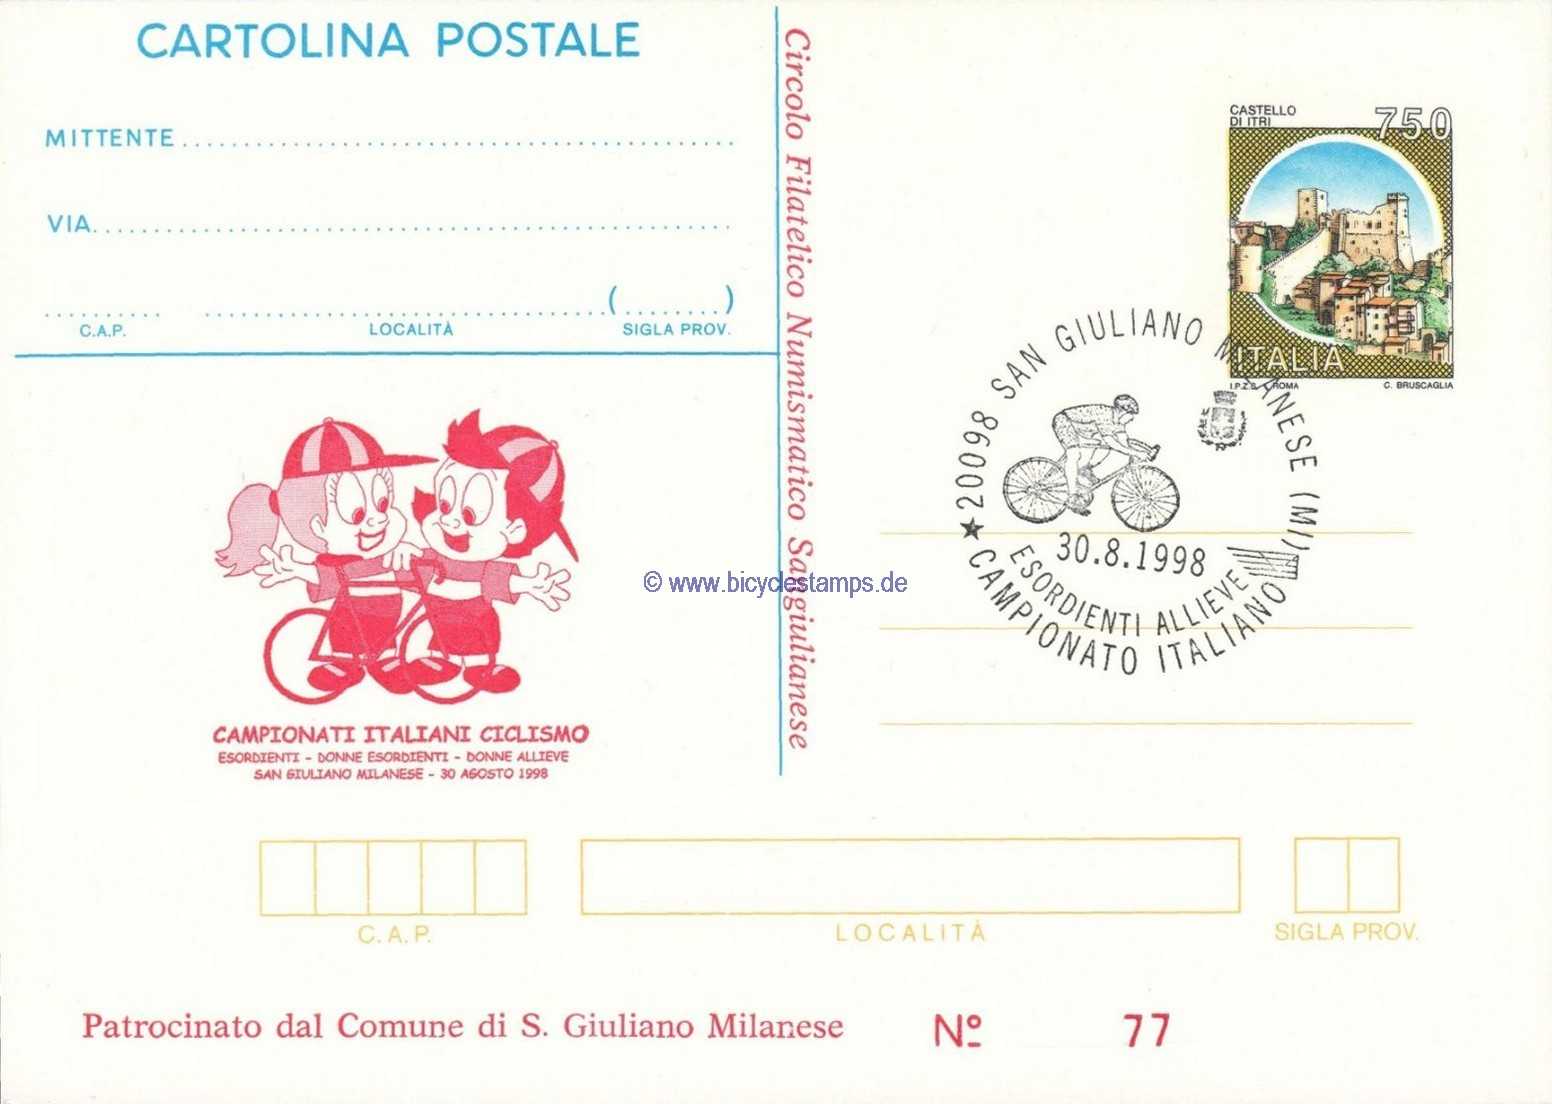 CARTOLINA POSTALE
MITTENTE
VIA
( )
C.A.P. LOCALITÀ SIGLA PROV.
Circolo Filatelico Numismatico Sangiulianese
CASTELLO
DI ITRI
750
ITALIA
I.P.Z.S. ROMA C. BRUSCAGLIA
20098 SAN GIULIANO MILANESE (MI)
30.8.1998
ESORDIENTI ALLIEVE
★ CAMPIONATO ITALIANO
© www.bicyclestamps.de
CAMPIONATI ITALIANI CICLISMO
ESORDIENTI - DONNE ESORDIENTI - DONNE ALLIEVE
SAN GIULIANO MILANESE - 30 AGOSTO 1998
C.A.P. LOCALITÀ SIGLA PROV.
Patrocinato dal Comune di S. Giuliano Milanese Nº 77